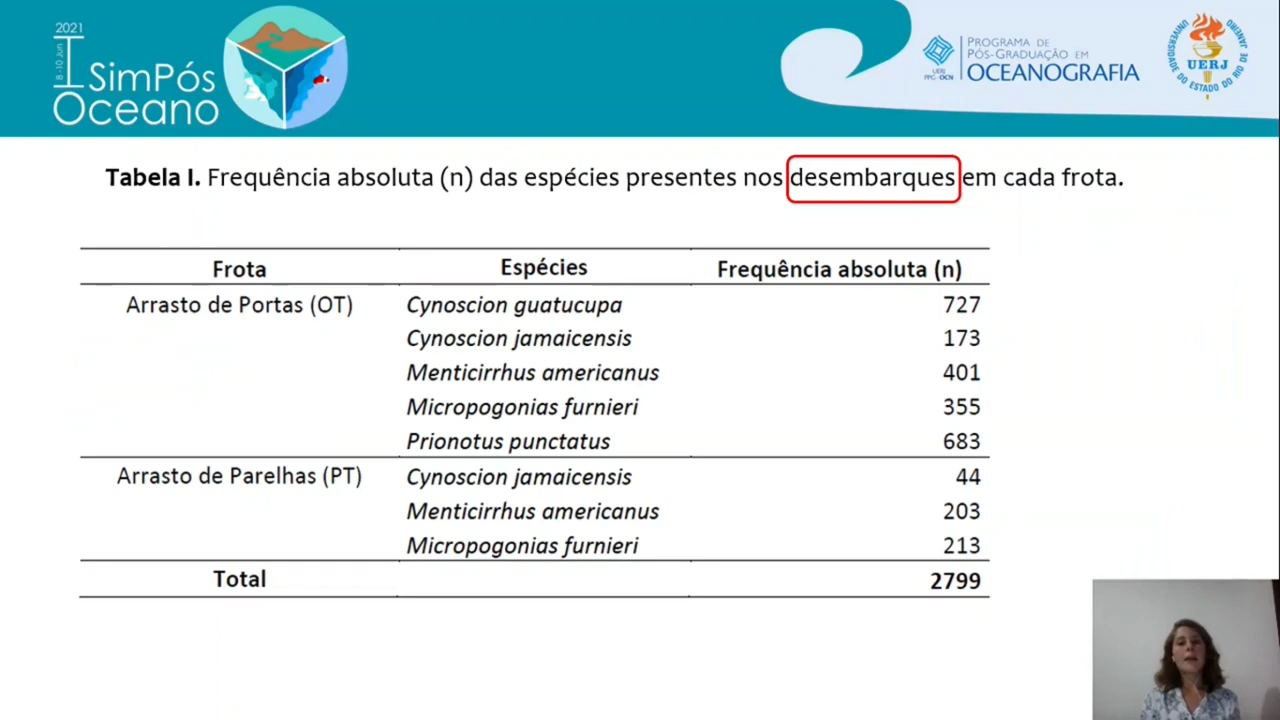 2021
8 - 10 Jun
I SimPós
Oceano
PROGRAMA DE
PÓS-GRADUAÇÃO EM
OCEANOGRAFIA
UERJ
PPG-OCN
UERJ
UNIVERSIDADE DO ESTADO DO RIO DE JANEIRO
Tabela I. Frequência absoluta (n) das espécies presentes nos desembarques em cada frota.
Frota Espécies Frequência absoluta (n)
Arrasto de Portas (OT) Cynoscion guatucupa 727
Cynoscion jamaicensis 173
Menticirrhus americanus 401
Micropogonias furnieri 355
Prionotus punctatus 683
Arrasto de Parelhas (PT) Cynoscion jamaicensis 44
Menticirrhus americanus 203
Micropogonias furnieri 213
Total 2799